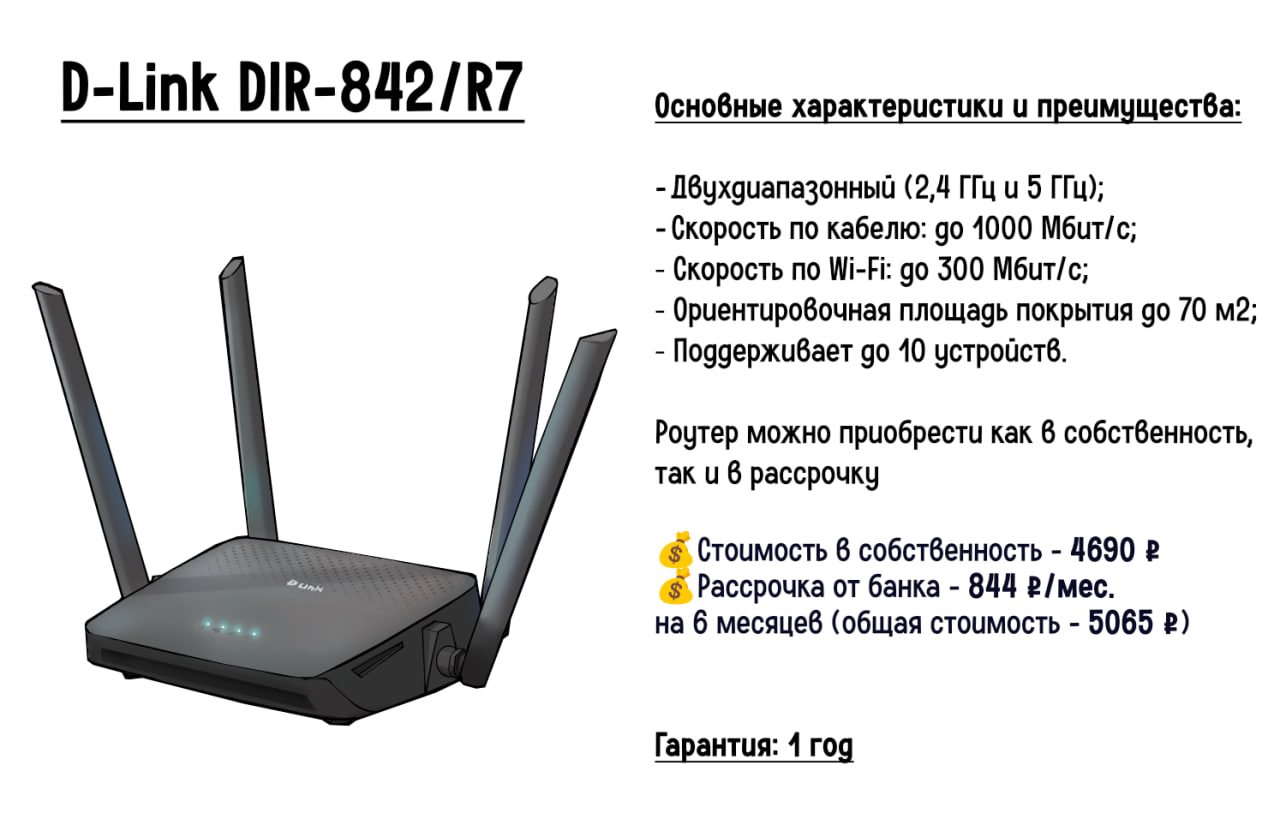 D-Link DIR-842/R7
Основные характеристики и преимущества:
- Двухдиапазонный (2,4 ГГц и 5 ГГц);
- Скорость по кабелю: до 1000 Мбит/с;
- Скорость по Wi-Fi: до 300 Мбит/с;
- Ориентировочная площадь покрытия до 70 м2;
- Поддерживает до 10 устройств.
Роутер можно приобрести как в собственность,
так и в рассрочку
💰Стоимость в собственность - 4690 ₽
💰Рассрочка от банка - 844 ₽/мес.
на 6 месяцев (общая стоимость - 5065 ₽)
Гарантия: 1 год
D-Link